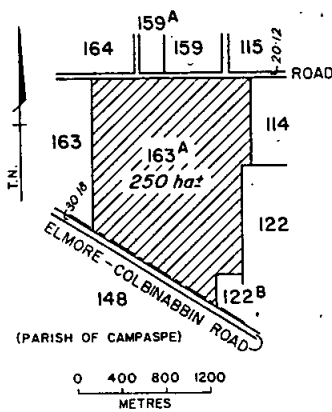 159ᴬ
164
159
115
20·12
ROAD
163
114
163ᴬ
250 ha±
T.N.
122
30·18
ELMORE-COLBINABBIN ROAD
122ᴮ
148
(PARISH OF CAMPASPE)
0 400 800 1200
METRES